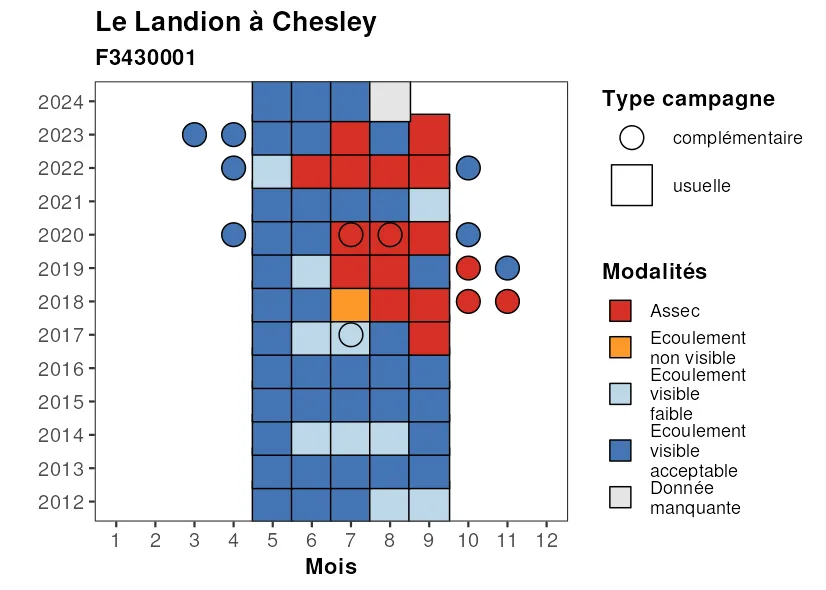 Le Landion à Chesley
F3430001
2024
2023
2022
2021
2020
2019
2018
2017
2016
2015
2014
2013
2012
1 2 3 4 5 6 7 8 9 10 11 12
Mois
Type campagne
complémentaire
usuelle
Modalités
Assec
Ecoulement
non visible
Ecoulement
visible
faible
Ecoulement
visible
acceptable
Donnée
manquante